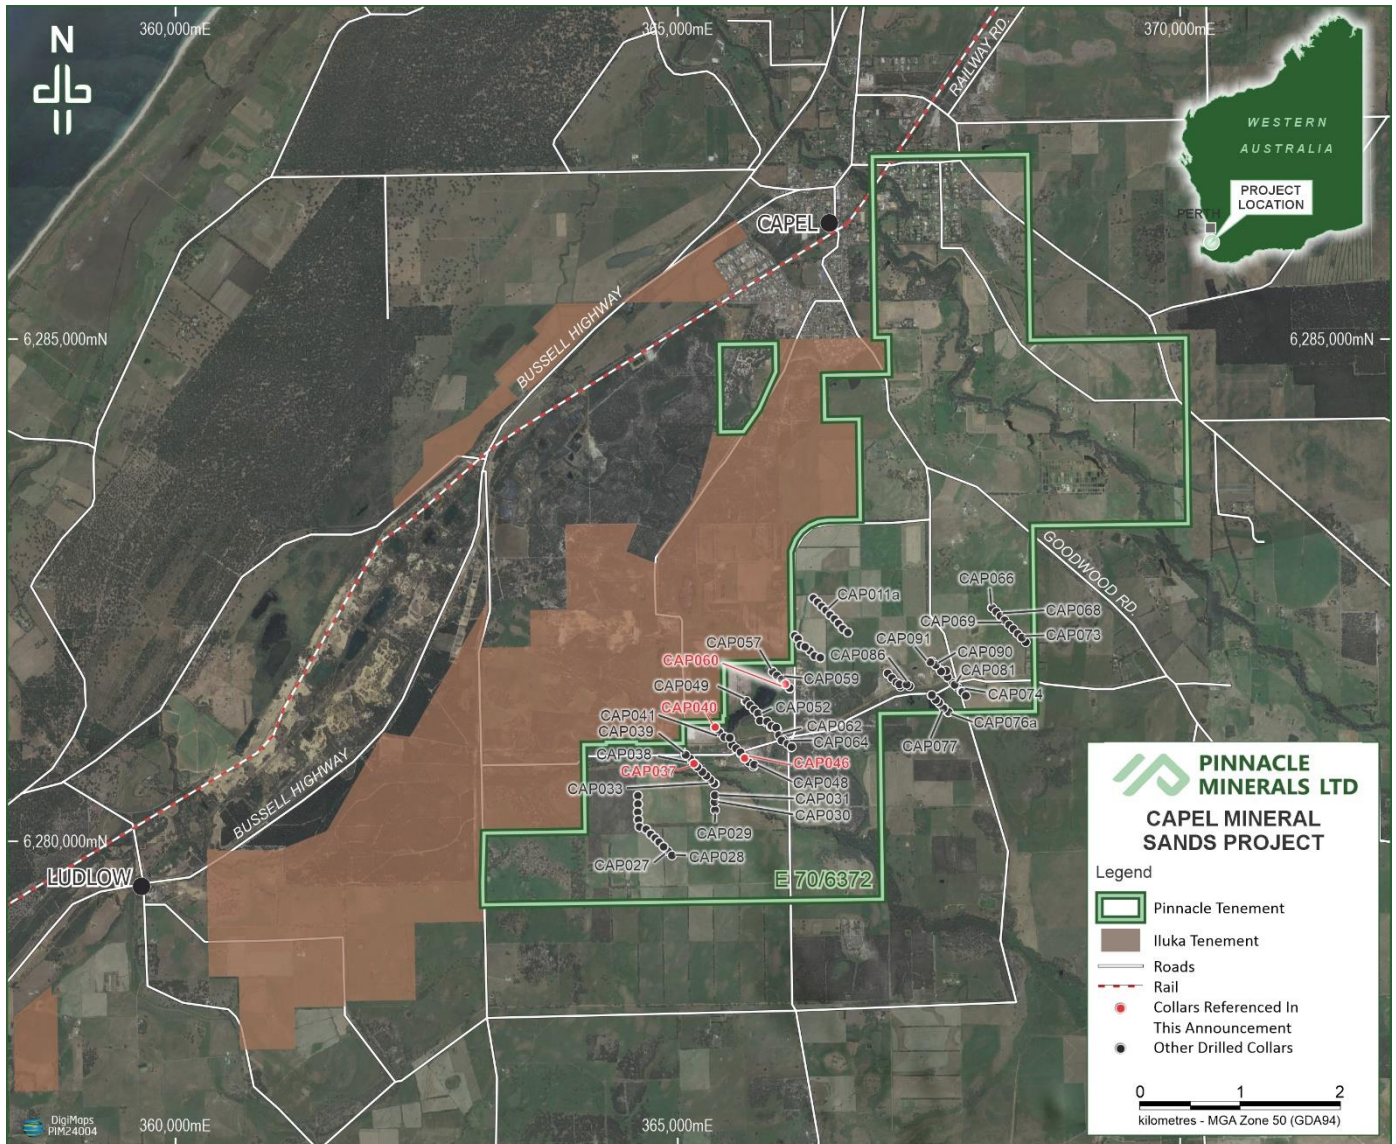 360,000mE
365,000mE
370,000mE
N
RAILWAY RD.
WESTERN
AUSTRALIA
PROJECT
LOCATION
PERTH
CAPEL
BUSSELL HIGHWAY
6,285,000mN
6,285,000mN
GOODWOOD RD
CAP066
CAP011a
CAP068
CAP069
CAP073
CAP091
CAP057
CAP090
CAP060
CAP086
CAP081
CAP059
CAP049
CAP074
CAP040
CAP052
CAP041
CAP062
CAP076a
CAP039
CAP064
CAP077
CAP038
CAP046
CAP037
CAP048
CAP033
CAP031
CAP030
CAP029
CAP027
CAP028
BUSSELL HIGHWAY
6,280,000mN
LUDLOW
E 70/6372
PINNACLE
MINERALS LTD
CAPEL MINERAL
SANDS PROJECT
Legend
Pinnacle Tenement
Iluka Tenement
Roads
Rail
Collars Referenced In
This Announcement
Other Drilled Collars
0 1 2
kilometres - MGA Zone 50 (GDA94)
DigiMaps
PIM24004
360,000mE
365,000mE